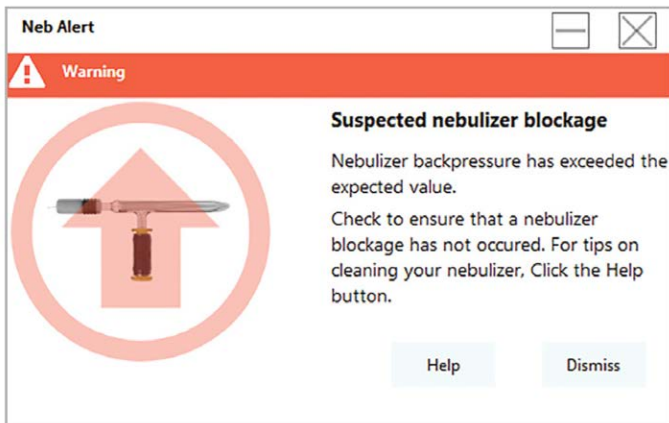 Neb Alert
Warning
Suspected nebulizer blockage
Nebulizer backpressure has exceeded the
expected value.
Check to ensure that a nebulizer
blockage has not occured. For tips on
cleaning your nebulizer, Click the Help
button.
Help
Dismiss